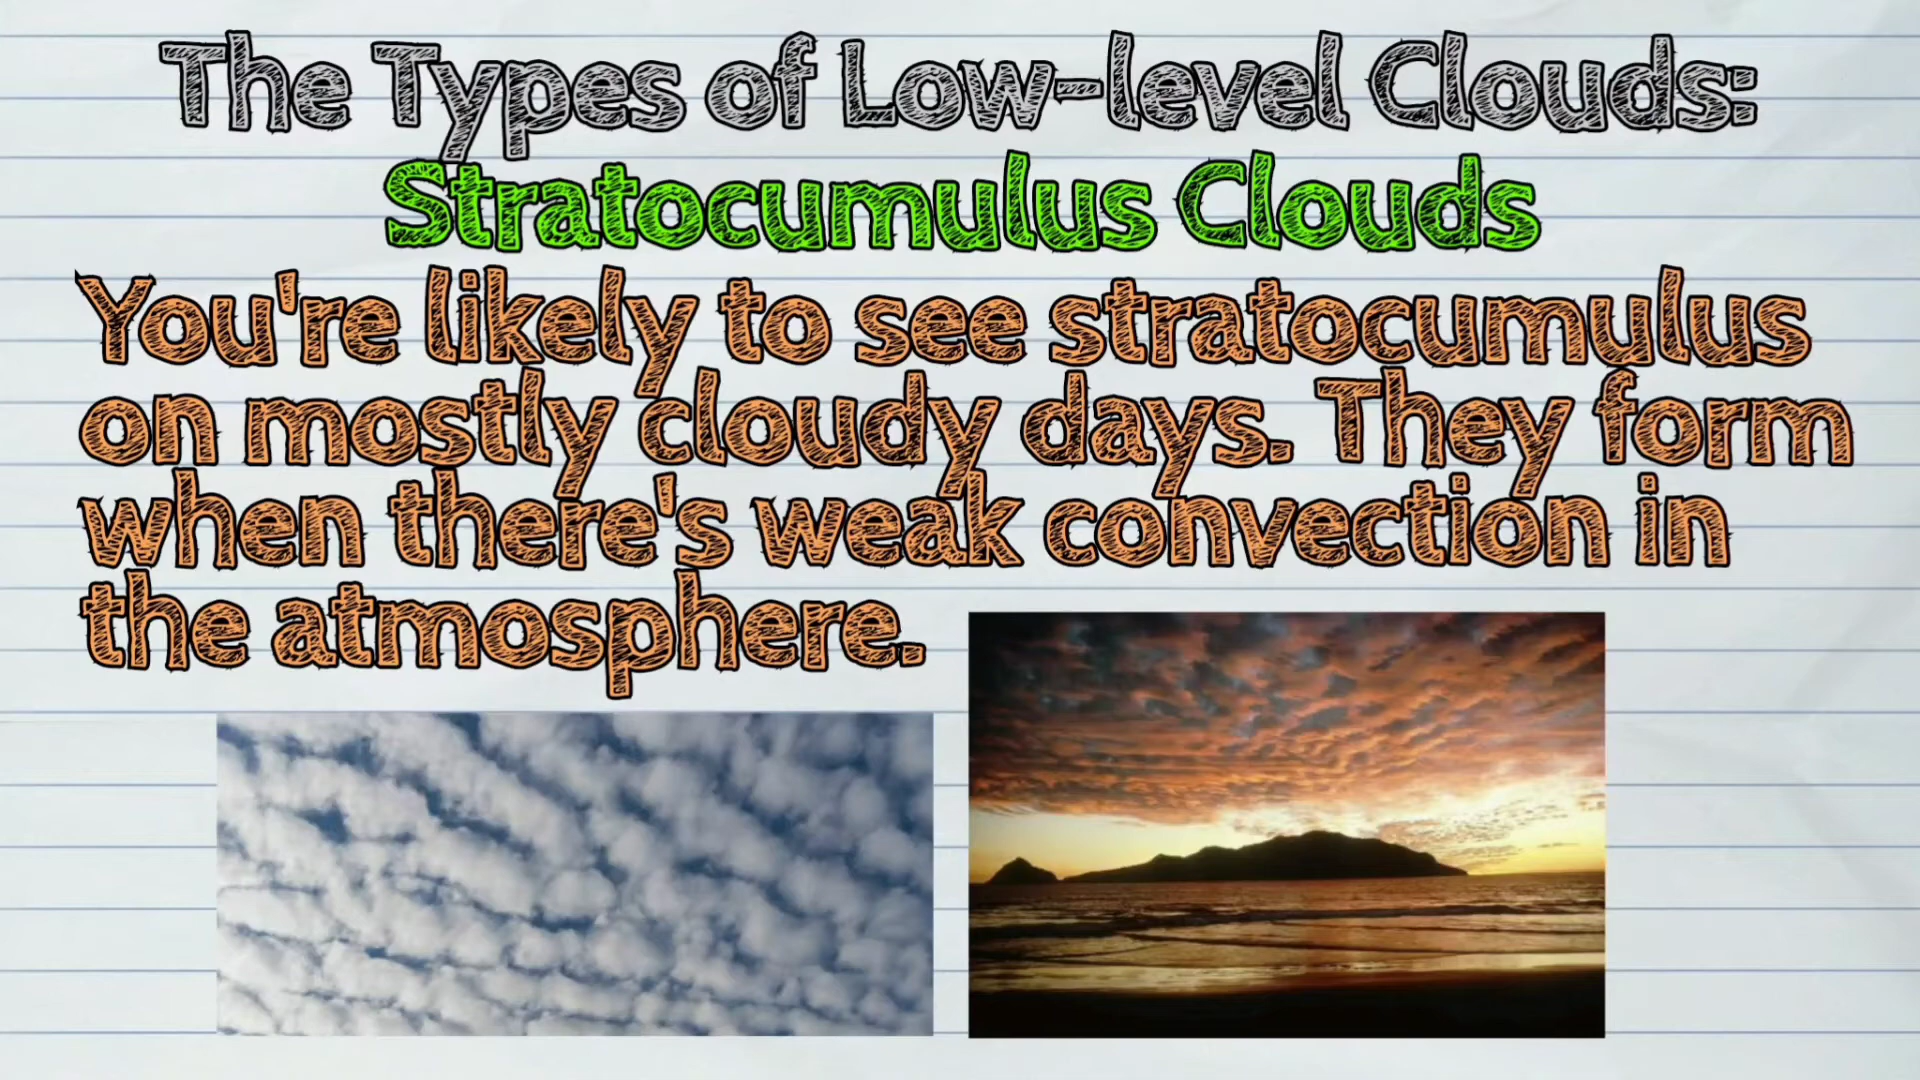 The Types of Low-level Clouds:
Stratocumulus Clouds
You're likely to see stratocumulus
on mostly cloudy days. They form
when there's weak convection in
the atmosphere.